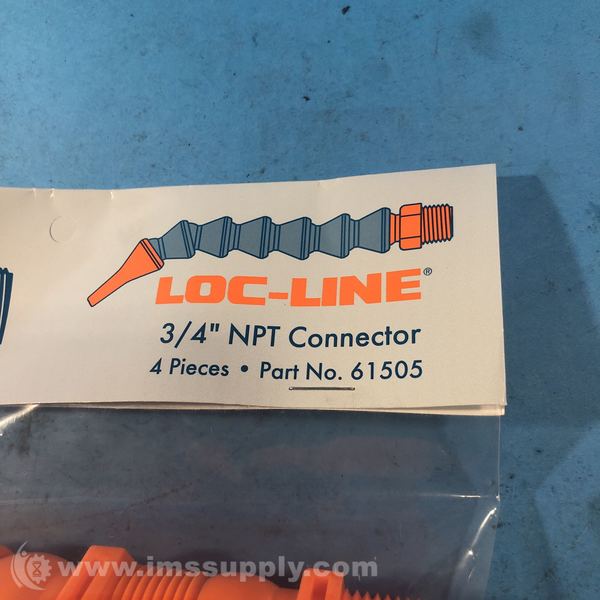 LOC-LINE®
3/4" NPT Connector
4 Pieces • Part No. 61505
www.imssupply.com